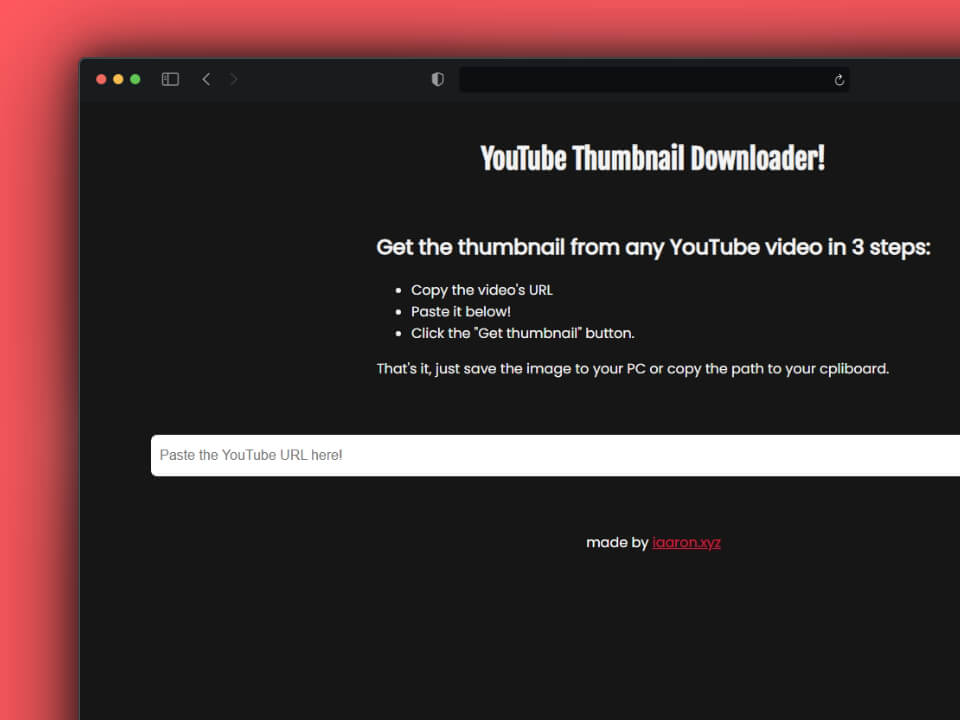 YouTube Thumbnail Downloader!
Get the thumbnail from any YouTube video in 3 steps:
Copy the video's URL
Paste it below!
Click the "Get thumbnail" button.
That's it, just save the image to your PC or copy the path to your cpliboard.
Paste the YouTube URL here!
made by iaaron.xyz